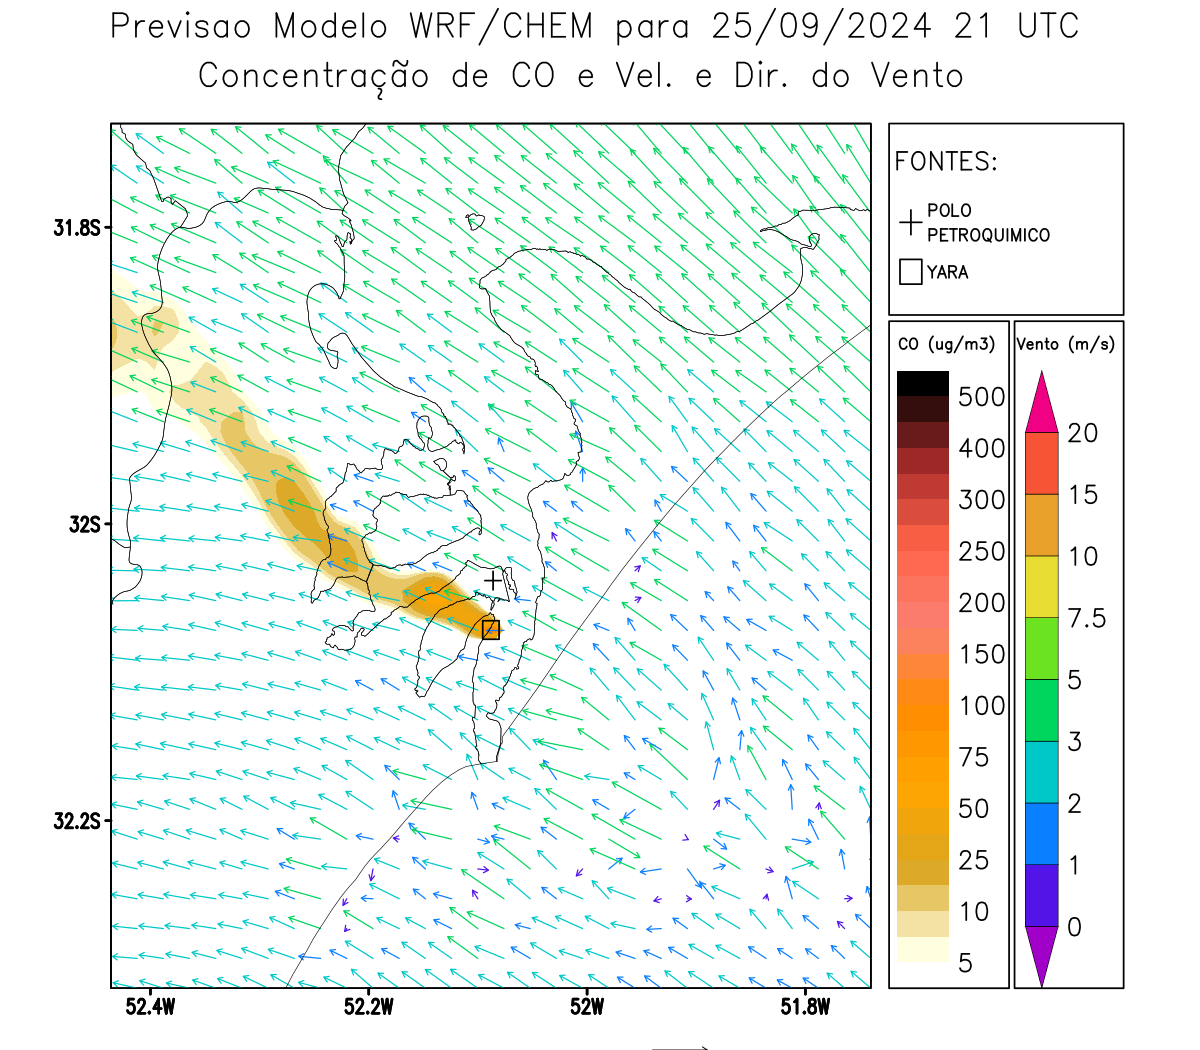 Previsao Modelo WRF/CHEM para 25/09/2024 21 UTC
Concentração de CO e Vel. e Dir. do Vento
FONTES:
POLO
PETROQUIMICO
YARA
31.8S
32S
32.2S
52.4W
52.2W
52W
51.8W
CO (ug/m3)
500
400
300
250
200
150
100
75
50
25
10
5
Vento (m/s)
20
15
10
7.5
5
3
2
1
0